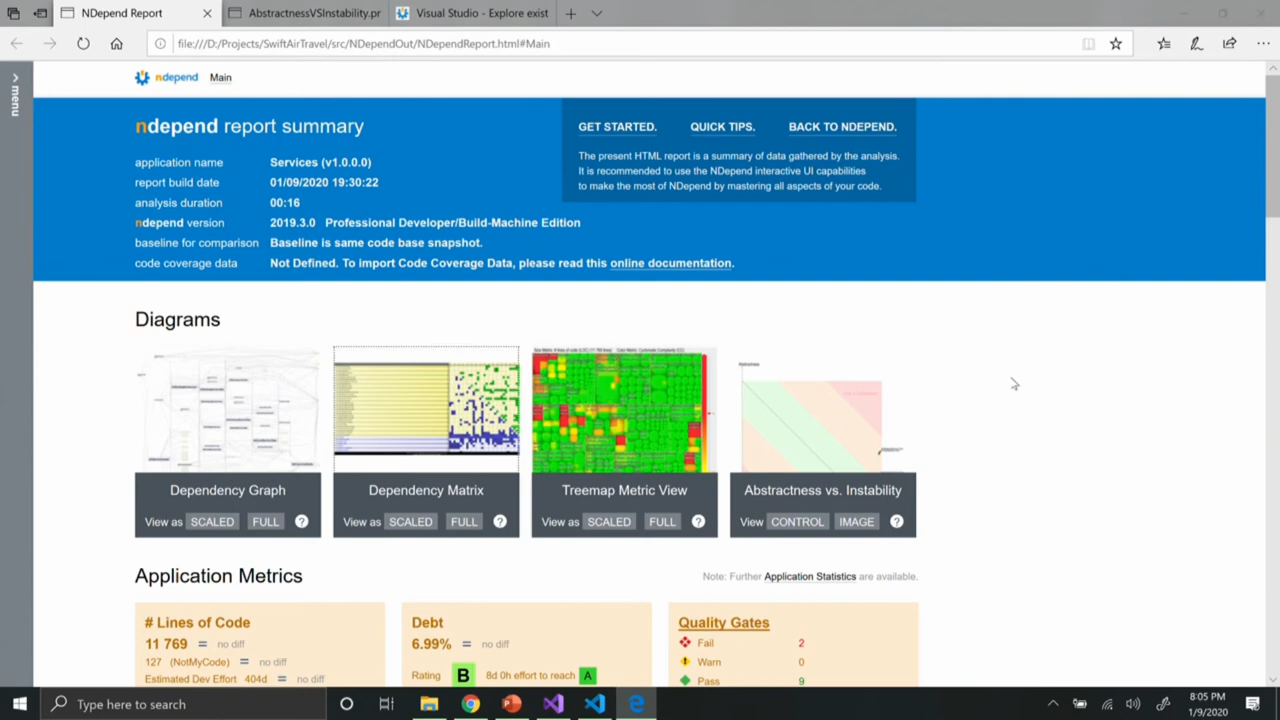 NDepend Report
AbstractnessVSInstability.pr
Visual Studio - Explore exist
file:///D:/Projects/SwiftAirTravel/src/NDependOut/NDependReport.html#Main
menu
ndepend Main
ndepend report summary
GET STARTED. QUICK TIPS. BACK TO NDEPEND.
The present HTML report is a summary of data gathered by the analysis.
It is recommended to use the NDepend interactive UI capabilities
to make the most of NDepend by mastering all aspects of your code.
application name Services (v1.0.0.0)
report build date 01/09/2020 19:30:22
analysis duration 00:16
ndepend version 2019.3.0 Professional Developer/Build-Machine Edition
baseline for comparison Baseline is same code base snapshot.
code coverage data Not Defined. To import Code Coverage Data, please read this online documentation.
Diagrams
Dependency Graph
View as SCALED FULL ?
Dependency Matrix
View as SCALED FULL ?
Treemap Metric View
View as SCALED FULL ?
Abstractness vs. Instability
View CONTROL IMAGE ?
Application Metrics
Note: Further Application Statistics are available.
# Lines of Code
11 769 = no diff
127 (NotMyCode) = no diff
Estimated Dev Effort 404d = no diff
Debt
6.99% = no diff
Rating B 8d 0h effort to reach A
Quality Gates
Fail 2
Warn 0
Pass 9
Type here to search
8:05 PM
1/9/2020